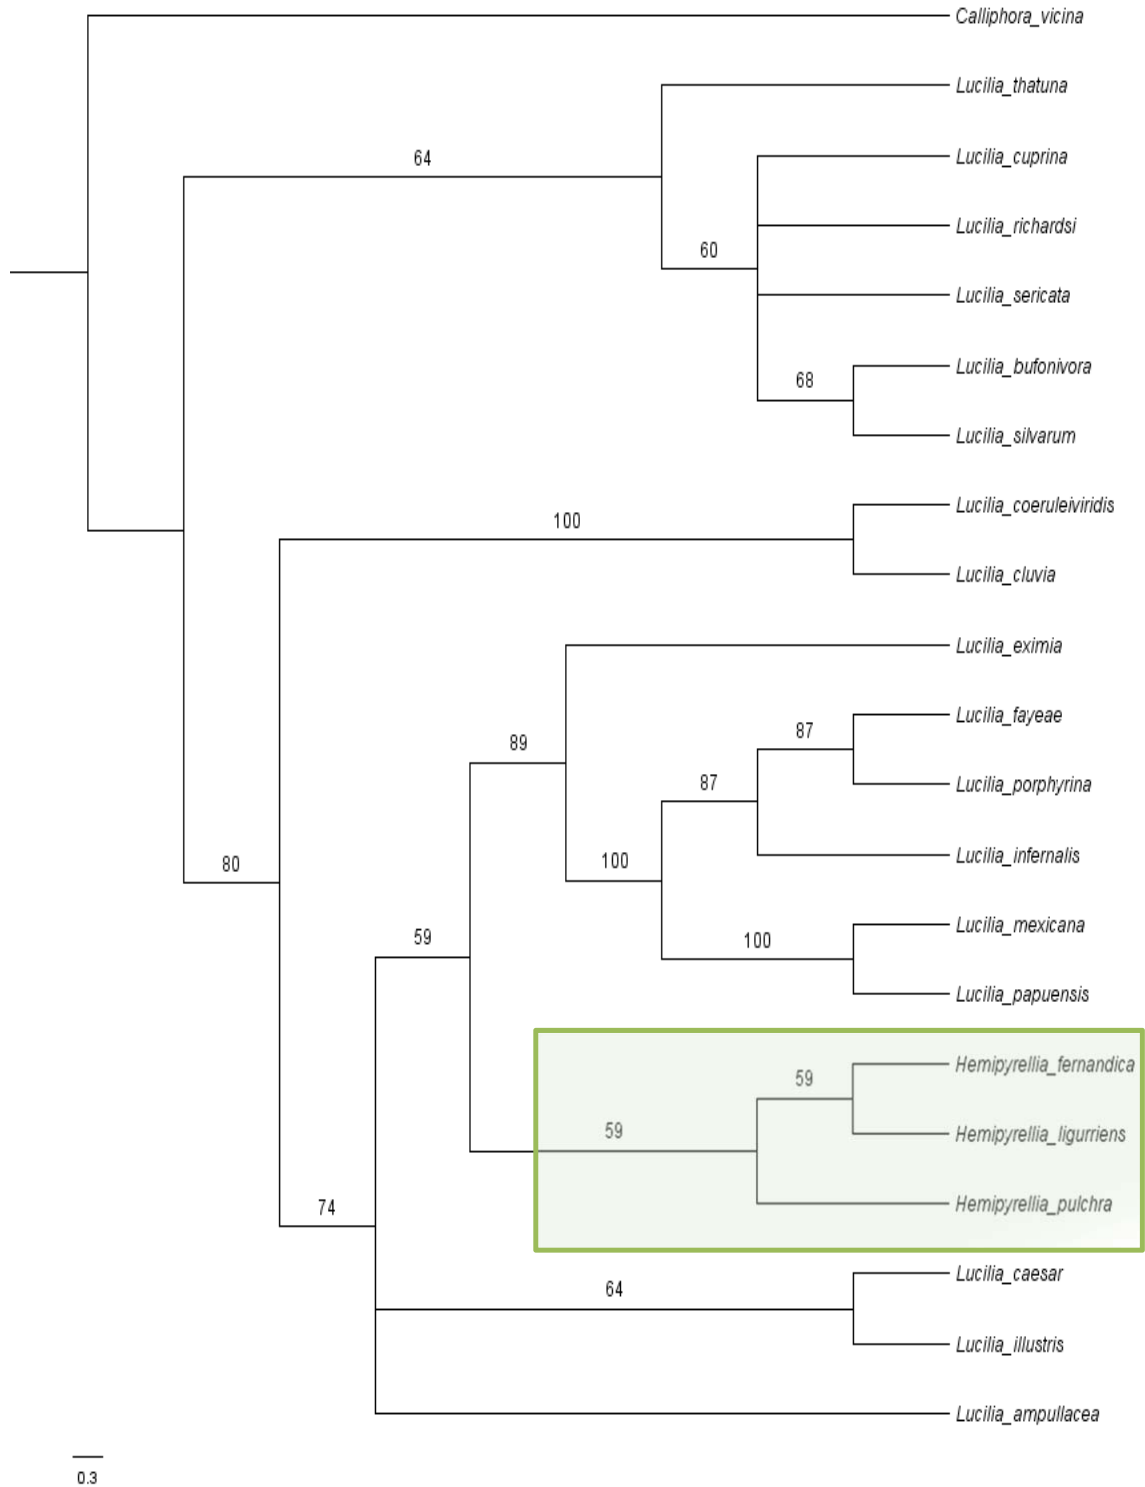 Calliphora_vicina
Lucilia_thatuna
64
Lucilia_cuprina
Lucilia_richardsi
60
Lucilia_sericata
Lucilia_bufonivora
68
Lucilia_silvarum
Lucilia_coeruleiviridis
100
Lucilia_cluvia
Lucilia_eximia
Lucilia_fayeae
87
89
Lucilia_porphyrina
87
Lucilia_infernalis
100
80
Lucilia_mexicana
100
59
Lucilia_papuensis
Hemipyrellia_fernandica
59
Hemipyrellia_ligurriens
59
Hemipyrellia_pulchra
74
Lucilia_caesar
64
Lucilia_illustris
Lucilia_ampullacea
0.3